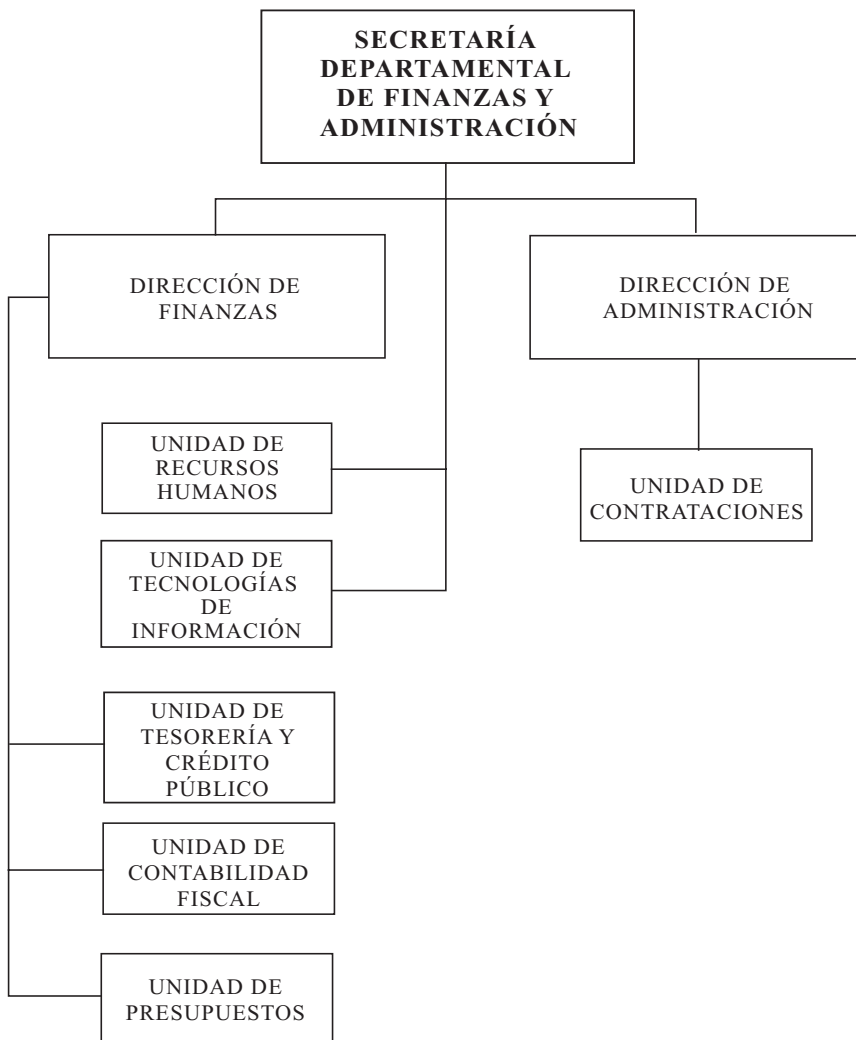 SECRETARÍA
DEPARTAMENTAL
DE FINANZAS Y
ADMINISTRACIÓN
DIRECCIÓN DE
FINANZAS
DIRECCIÓN DE
ADMINISTRACIÓN
UNIDAD DE
RECURSOS
HUMANOS
UNIDAD DE
CONTRATACIONES
UNIDAD DE
TECNOLOGÍAS
DE
INFORMACIÓN
UNIDAD DE
TESORERÍA Y
CRÉDITO
PÚBLICO
UNIDAD DE
CONTABILIDAD
FISCAL
UNIDAD DE
PRESUPUESTOS